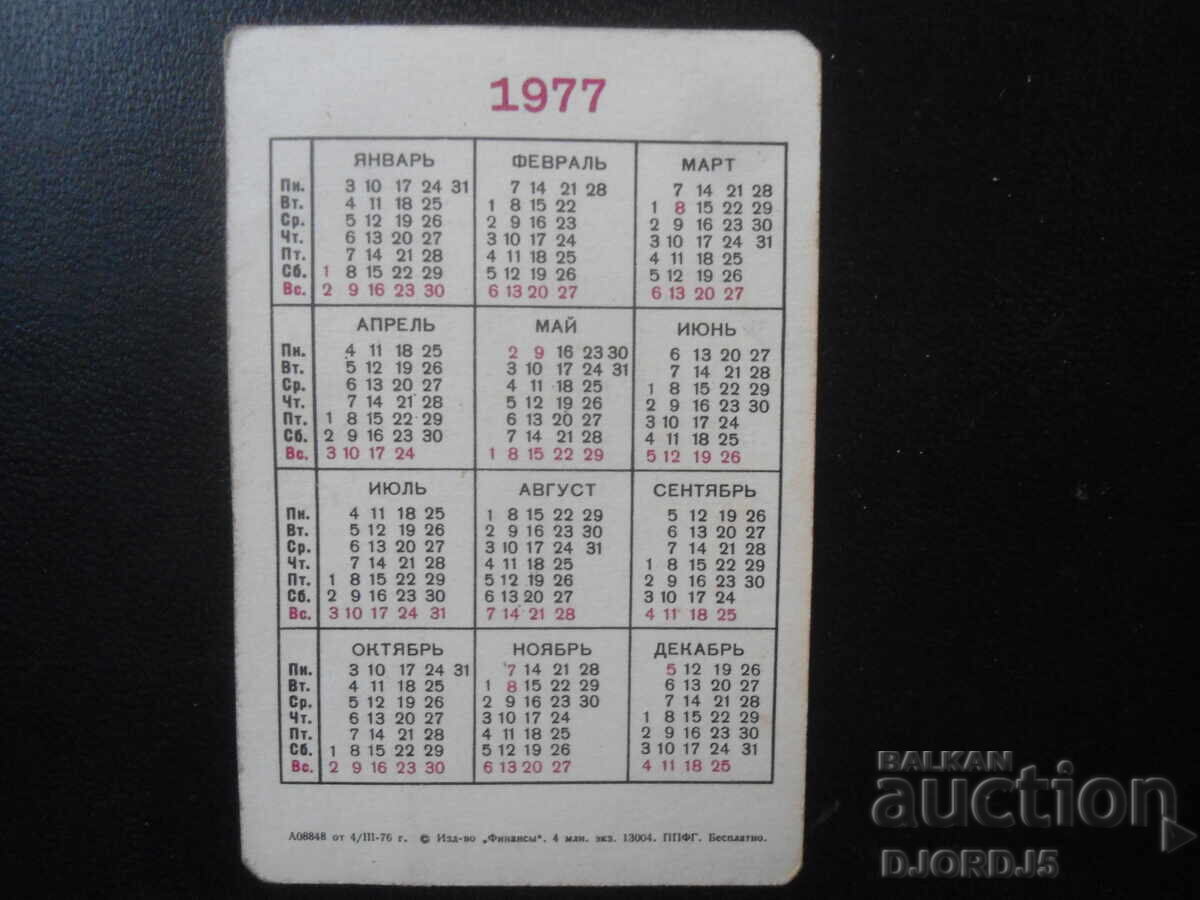 1977
ЯНВАРЬ ФЕВРАЛЬ МАРТ
Пн. 3 10 17 24 31 7 14 21 28 7 14 21 28
Вт. 4 11 18 25 1 8 15 22 1 8 15 22 29
Ср. 5 12 19 26 2 9 16 23 2 9 16 23 30
Чт. 6 13 20 27 3 10 17 24 3 10 17 24 31
Пт. 7 14 21 28 4 11 18 25 4 11 18 25
Сб. 1 8 15 22 29 5 12 19 26 5 12 19 26
Вс. 2 9 16 23 30 6 13 20 27 6 13 20 27
АПРЕЛЬ МАЙ ИЮНЬ
Пн. 4 11 18 25 2 9 16 23 30 6 13 20 27
Вт. 5 12 19 26 3 10 17 24 31 7 14 21 28
Ср. 6 13 20 27 4 11 18 25 1 8 15 22 29
Чт. 7 14 21 28 5 12 19 26 2 9 16 23 30
Пт. 1 8 15 22 29 6 13 20 27 3 10 17 24
Сб. 2 9 16 23 30 7 14 21 28 4 11 18 25
Вс. 3 10 17 24 1 8 15 22 29 5 12 19 26
ИЮЛЬ АВГУСТ СЕНТЯБРЬ
Пн. 4 11 18 25 1 8 15 22 29 5 12 19 26
Вт. 5 12 19 26 2 9 16 23 30 6 13 20 27
Ср. 6 13 20 27 3 10 17 24 31 7 14 21 28
Чт. 7 14 21 28 4 11 18 25 1 8 15 22 29
Пт. 1 8 15 22 29 5 12 19 26 2 9 16 23 30
Сб. 2 9 16 23 30 6 13 20 27 3 10 17 24
Вс. 3 10 17 24 31 7 14 21 28 4 11 18 25
ОКТЯБРЬ НОЯБРЬ ДЕКАБРЬ
Пн. 3 10 17 24 31 7 14 21 28 5 12 19 26
Вт. 4 11 18 25 1 8 15 22 29 6 13 20 27
Ср. 5 12 19 26 2 9 16 23 30 7 14 21 28
Чт. 6 13 20 27 3 10 17 24 1 8 15 22 29
Пт. 7 14 21 28 4 11 18 25 2 9 16 23 30
Сб. 1 8 15 22 29 5 12 19 26 3 10 17 24 31
Вс. 2 9 16 23 30 6 13 20 27 4 11 18 25
А08848 от 4/III-76 г. © Изд-во „Финансы“. 4 млн. экз. 13004. ППФГ. Бесплатно.
BALKAN
auction
DJORDJ5